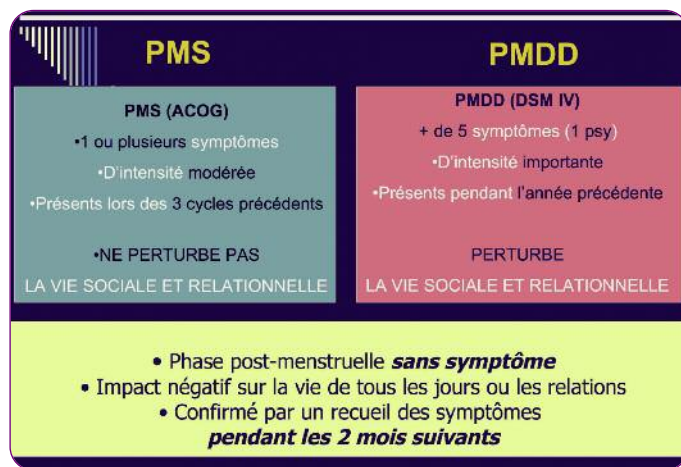 PMS
PMDD
PMS (ACOG)
•1 ou plusieurs symptômes
•D'intensité modérée
•Présents lors des 3 cycles précédents
•NE PERTURBE PAS
LA VIE SOCIALE ET RELATIONNELLE
PMDD (DSM IV)
+ de 5 symptômes (1 psy)
•D'intensité importante
•Présents pendant l'année précédente
PERTURBE
LA VIE SOCIALE ET RELATIONNELLE
• Phase post-menstruelle sans symptôme
• Impact négatif sur la vie de tous les jours ou les relations
• Confirmé par un recueil des symptômes
pendant les 2 mois suivants